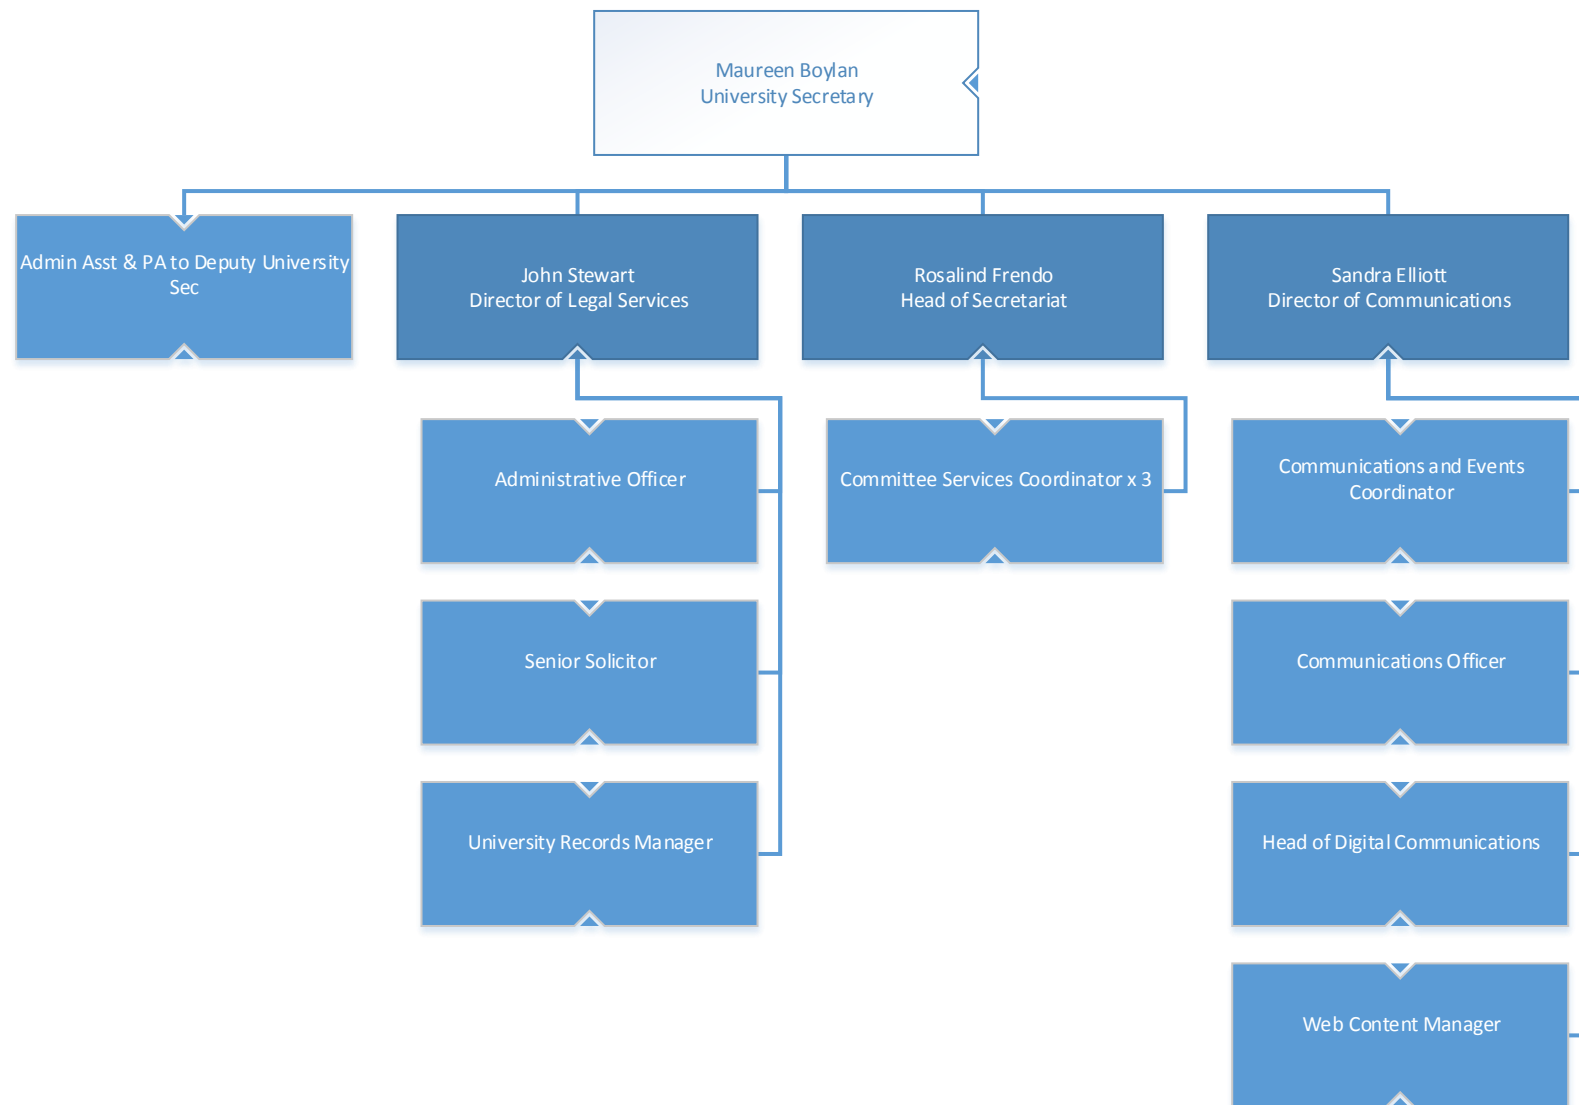 Maureen Boylan
University Secretary
Admin Asst & PA to Deputy University
Sec
John Stewart
Director of Legal Services
Rosalind Frendo
Head of Secretariat
Sandra Elliott
Director of Communications
Administrative Officer
Committee Services Coordinator x 3
Communications and Events
Coordinator
Senior Solicitor
Communications Officer
University Records Manager
Head of Digital Communications
Web Content Manager